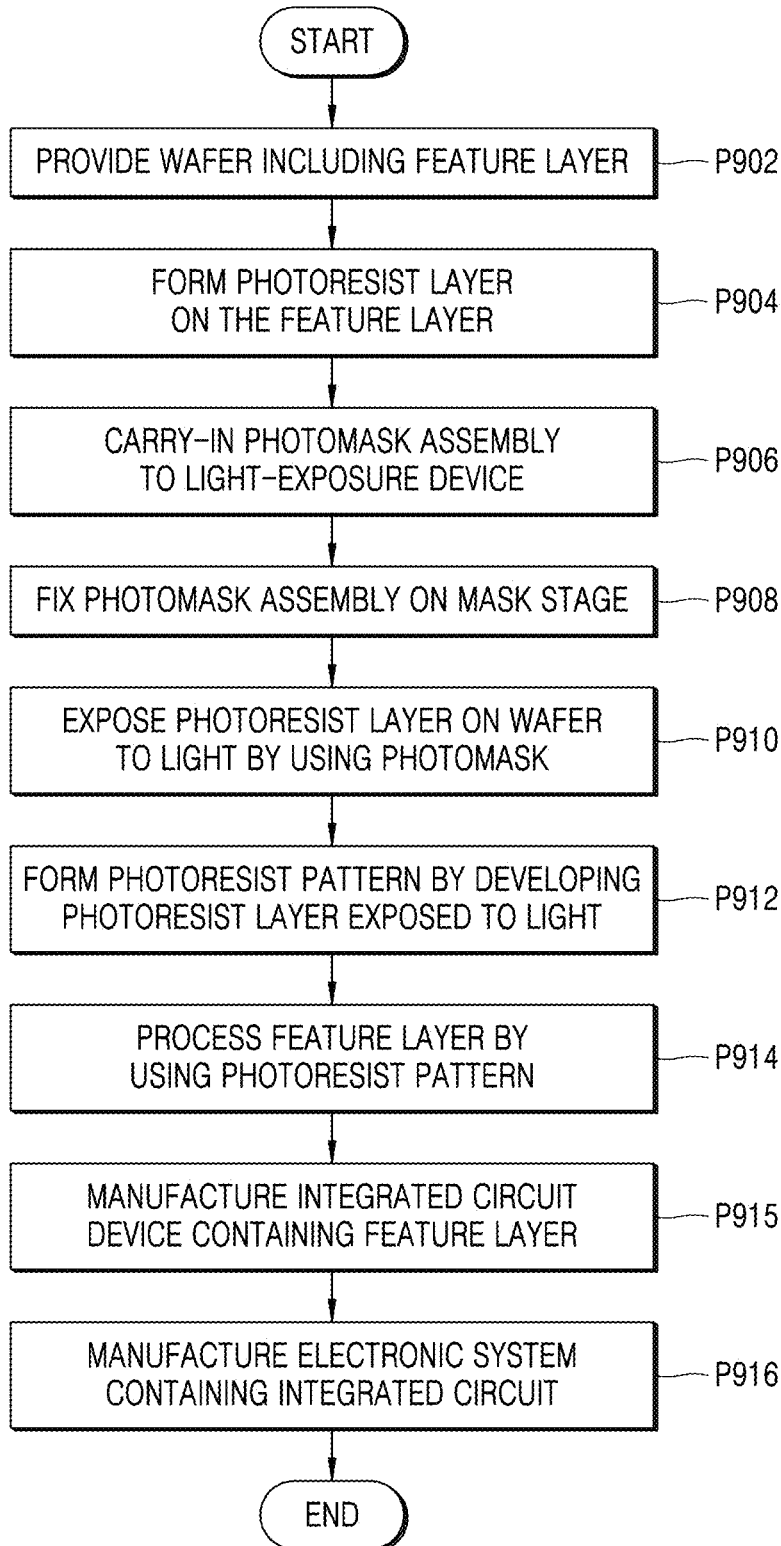 START
PROVIDE WAFER INCLUDING FEATURE LAYER
P902
FORM PHOTORESIST LAYER
ON THE FEATURE LAYER
P904
CARRY-IN PHOTOMASK ASSEMBLY
TO LIGHT-EXPOSURE DEVICE
P906
FIX PHOTOMASK ASSEMBLY ON MASK STAGE
P908
EXPOSE PHOTORESIST LAYER ON WAFER
TO LIGHT BY USING PHOTOMASK
P910
FORM PHOTORESIST PATTERN BY DEVELOPING
PHOTORESIST LAYER EXPOSED TO LIGHT
P912
PROCESS FEATURE LAYER BY
USING PHOTORESIST PATTERN
P914
MANUFACTURE INTEGRATED CIRCUIT
DEVICE CONTAINING FEATURE LAYER
P915
MANUFACTURE ELECTRONIC SYSTEM
CONTAINING INTEGRATED CIRCUIT
P916
END